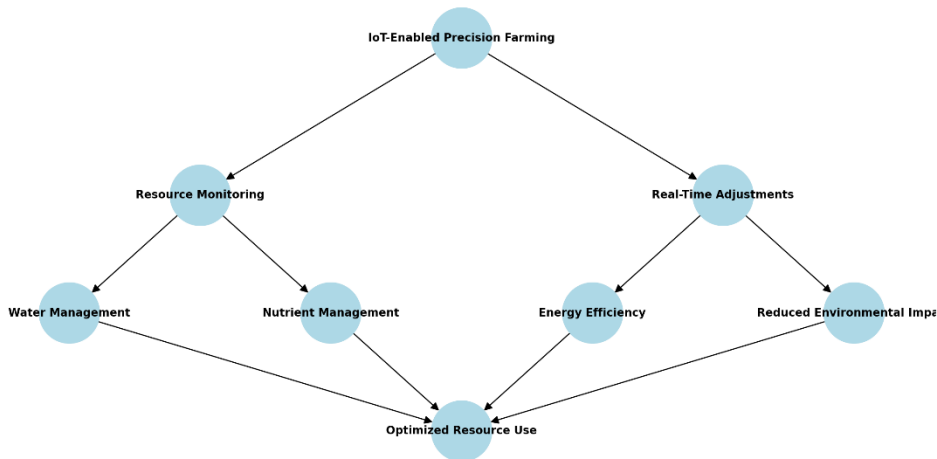 IoT-Enabled Precision Farming
Resource Monitoring
Real-Time Adjustments
Water Management
Nutrient Management
Energy Efficiency
Reduced Environmental Impa
Optimized Resource Use